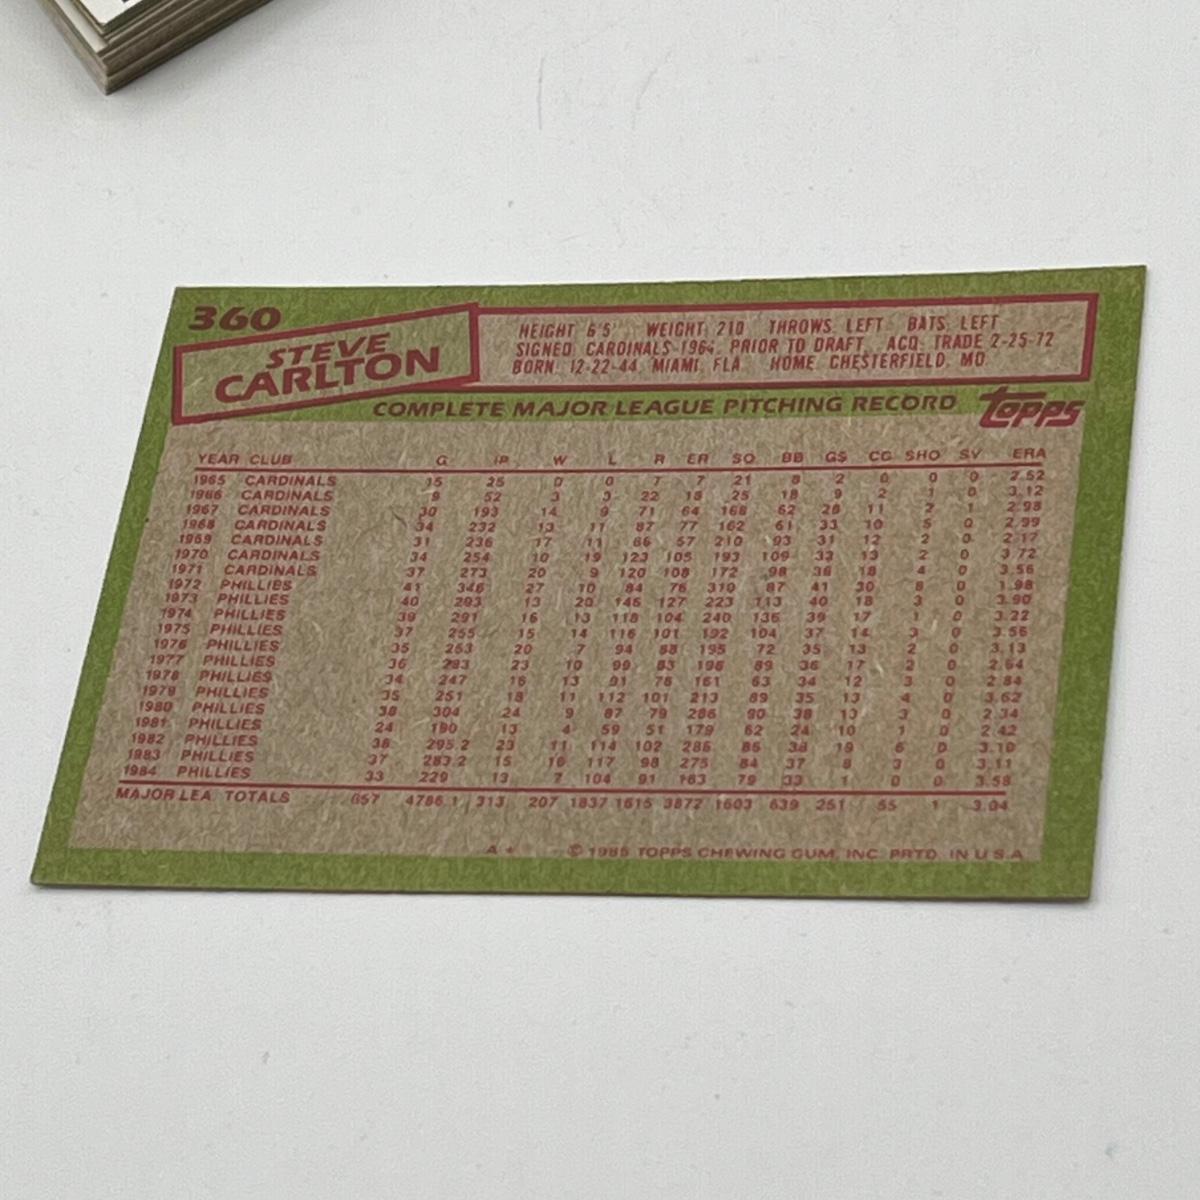 360
STEVE
CARLTON
HEIGHT 6'5" WEIGHT 210 THROWS LEFT BATS LEFT
SIGNED CARDINALS-1964, PRIOR TO DRAFT ACQ. TRADE 2-25-72
BORN 12-22-44 MIAMI, FLA HOME CHESTERFIELD, MO.
COMPLETE MAJOR LEAGUE PITCHING RECORD
topps
YEAR CLUB G IP W L R ER SO BB GS CG SHO SV ERA
1965 CARDINALS 15 25 0 0 7 7 21 8 2 0 0 0 2.52
1966 CARDINALS 9 52 3 3 22 18 25 18 9 2 1 0 3.12
1967 CARDINALS 30 193 14 9 71 64 168 62 28 11 2 1 2.98
1968 CARDINALS 34 232 13 11 87 77 162 61 33 10 5 0 2.99
1969 CARDINALS 31 236 17 11 66 57 210 93 31 12 2 0 2.17
1970 CARDINALS 34 254 10 19 123 105 193 109 33 13 2 0 3.72
1971 CARDINALS 37 273 20 9 120 108 172 98 36 18 4 0 3.56
1972 PHILLIES 41 346 27 10 84 76 310 87 41 30 8 0 1.98
1973 PHILLIES 40 293 13 20 146 127 223 113 40 18 3 0 3.90
1974 PHILLIES 39 291 16 13 118 104 240 136 39 17 1 0 3.22
1975 PHILLIES 37 255 15 14 116 101 192 104 37 14 3 0 3.56
1976 PHILLIES 35 253 20 7 94 88 195 72 35 13 2 0 3.13
1977 PHILLIES 36 283 23 10 99 83 198 89 36 17 2 0 2.64
1978 PHILLIES 34 247 16 13 91 78 161 63 34 12 3 0 2.84
1979 PHILLIES 35 251 18 11 112 101 213 89 35 13 4 0 3.62
1980 PHILLIES 38 304 24 9 87 79 286 90 38 13 3 0 2.34
1981 PHILLIES 24 190 13 4 59 51 179 62 24 10 1 0 2.42
1982 PHILLIES 38 295.2 23 11 114 102 286 86 38 19 6 0 3.10
1983 PHILLIES 37 283.2 15 16 117 98 275 84 37 8 3 0 3.11
1984 PHILLIES 33 229 13 7 104 91 163 79 33 1 0 0 3.58
MAJOR LEA. TOTALS 657 4786.1 313 207 1837 1615 3872 1603 639 251 55 1 3.04
A* © 1985 TOPPS CHEWING GUM, INC. PRTD. IN U.S.A.